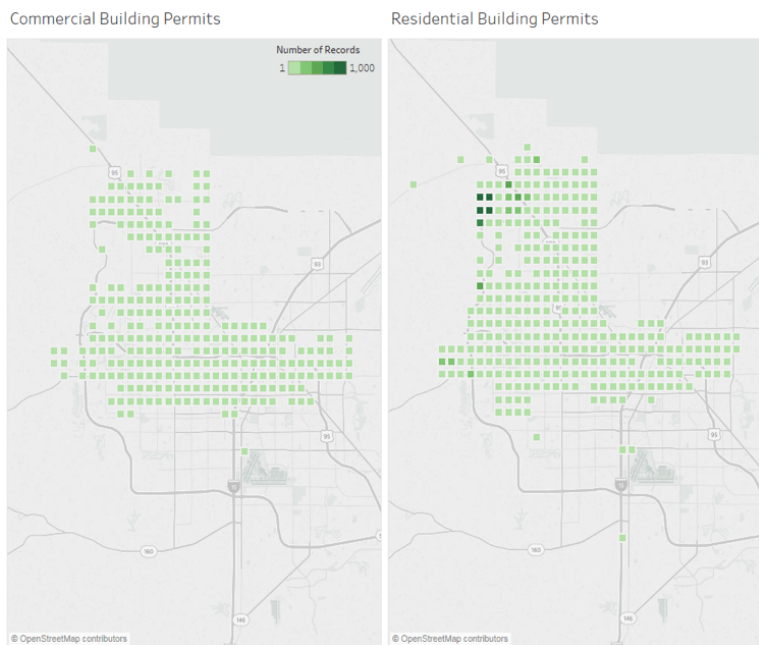 Commercial Building Permits
Residential Building Permits
Number of Records
1 1,000
95
95
93
93
95
93
15
15
160
160
146
146
© OpenStreetMap contributors
© OpenStreetMap contributors